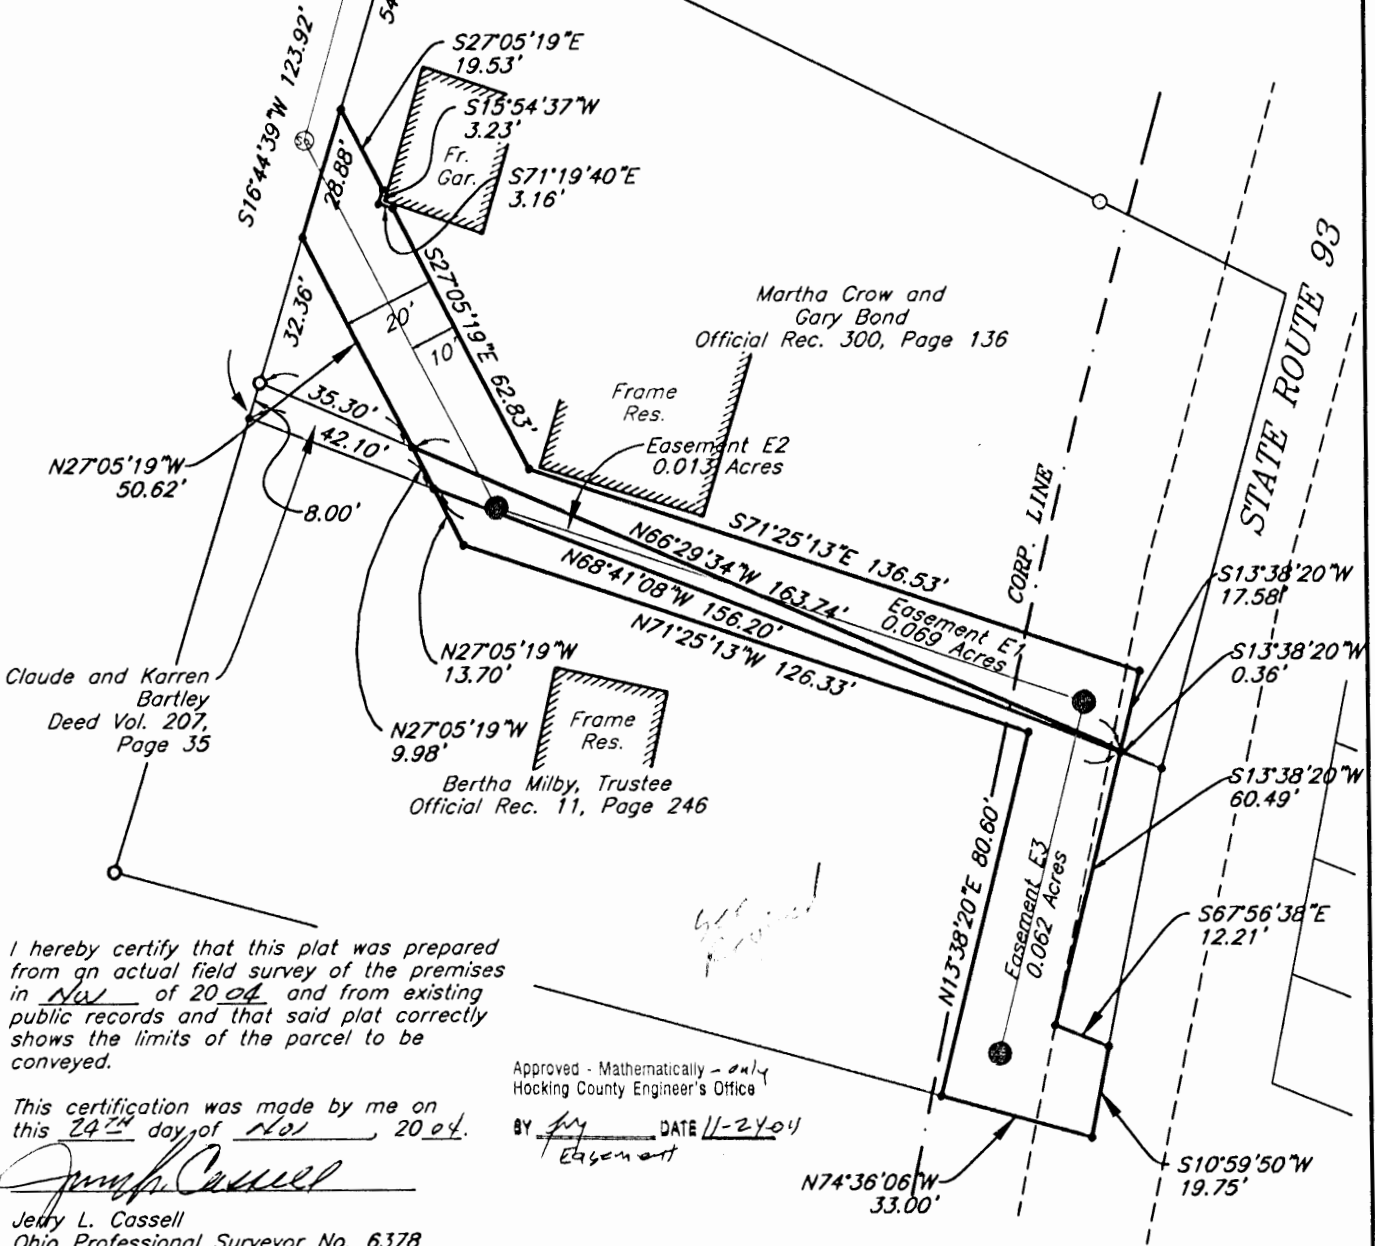 S16°44'39"W 123.92'
54
S27°05'19"E
19.53'
S15°54'37"W
3.23'
Fr.
Gar.
S71°19'40"E
3.16'
28.88'
S27°05'19"E 62.83'
20'
10'
32.36'
Martha Crow and
Gary Bond
Official Rec. 300, Page 136
STATE ROUTE 93
Frame
Res.
35.30'
42.10'
Easement E2
0.013 Acres
N27°05'19"W
50.62'
8.00'
CORP. LINE
S71°25'13"E 136.53'
N66°29'34"W 163.74'
N68°41'08"W 156.20'
N71°25'13"W 126.33'
Easement E1
0.069 Acres
S13°38'20"W
17.58'
S13°38'20"W
0.36'
N27°05'19"W
13.70'
Claude and Karren
Bartley
Deed Vol. 207,
Page 35
N27°05'19"W
9.98'
Frame
Res.
Bertha Milby, Trustee
Official Rec. 11, Page 246
S13°38'20"W
60.49'
N13°38'20"E 80.60'
Easement E3
0.062 Acres
S67°56'38"E
12.21'
I hereby certify that this plat was prepared
from an actual field survey of the premises
in Nov of 2004 and from existing
public records and that said plat correctly
shows the limits of the parcel to be
conveyed.
Approved - Mathematically - only
Hocking County Engineer's Office
BY DATE 11-24-04
Easement
This certification was made by me on
this 24TH day of Nov, 2004.
Jerry L. Cassell
Jerry L. Cassell
Ohio Professional Surveyor No. 6378
N74°36'06"W
33.00'
S10°59'50"W
19.75'